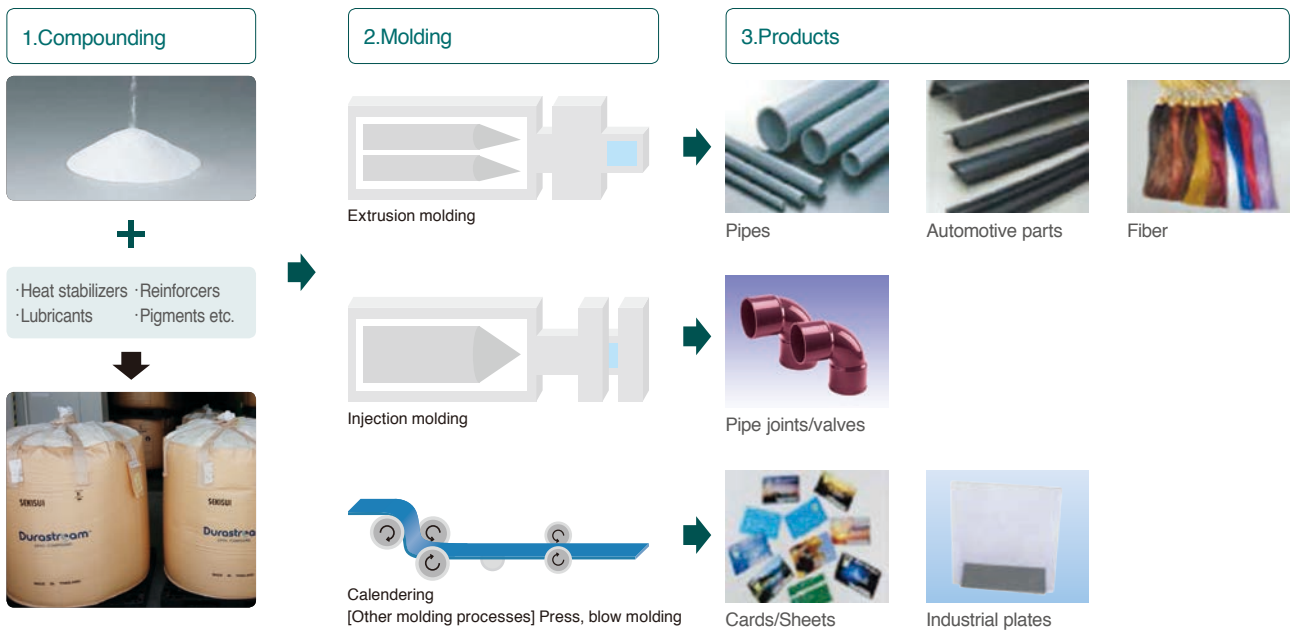 1.Compounding
·Heat stabilizers ·Reinforcers
·Lubricants ·Pigments etc.
SEKISUI
Durastream
SEKISUI
Durastream
2.Molding
Extrusion molding
Injection molding
Calendering
[Other molding processes] Press, blow molding
3.Products
Pipes
Automotive parts
Fiber
Pipe joints/valves
Cards/Sheets
Industrial plates